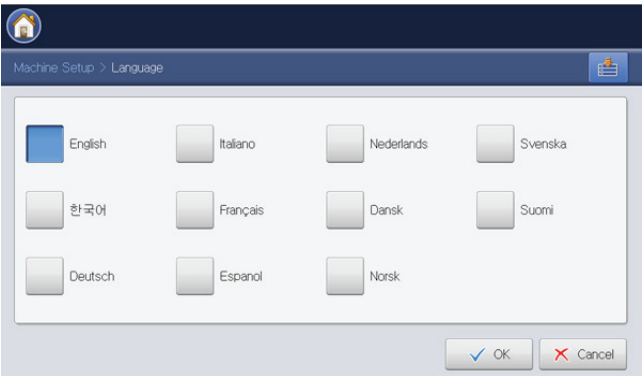 Machine Setup > Language
English Italiano Nederlands Svenska
한국어 Français Dansk Suomi
Deutsch Espanol Norsk
OK Cancel